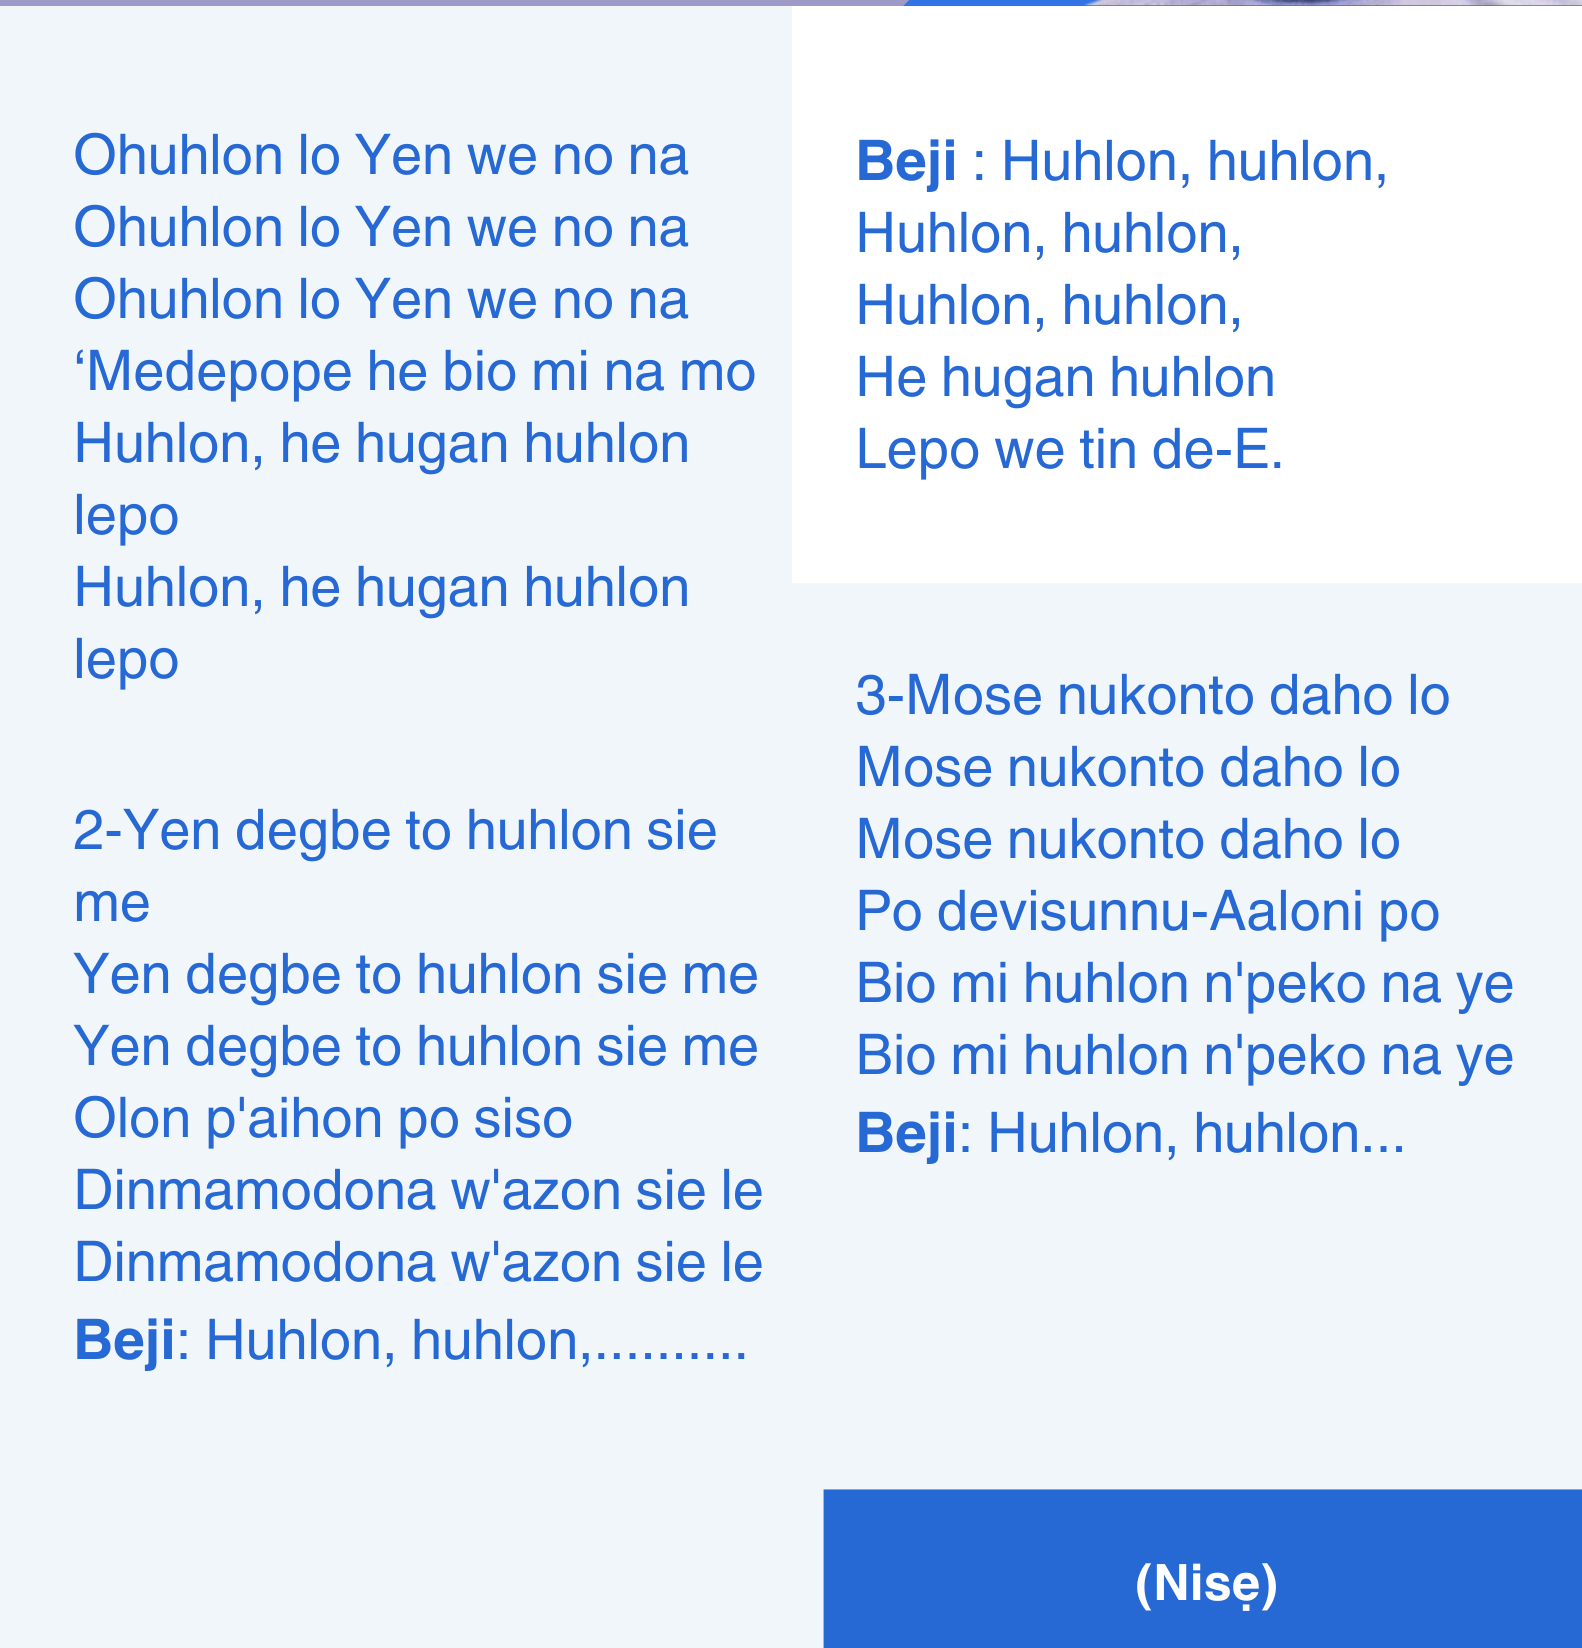 Ohuhlon lo Yen we no na
Ohuhlon lo Yen we no na
Ohuhlon lo Yen we no na
‘Medepope he bio mi na mo
Huhlon, he hugan huhlon
lepo
Huhlon, he hugan huhlon
lepo
2-Yen degbe to huhlon sie
me
Yen degbe to huhlon sie me
Yen degbe to huhlon sie me
Olon p'aihon po siso
Dinmamodona w'azon sie le
Dinmamodona w'azon sie le
Beji: Huhlon, huhlon,..........
Beji : Huhlon, huhlon,
Huhlon, huhlon,
Huhlon, huhlon,
He hugan huhlon
Lepo we tin de-E.
3-Mose nukonto daho lo
Mose nukonto daho lo
Mose nukonto daho lo
Po devisunnu-Aaloni po
Bio mi huhlon n'peko na ye
Bio mi huhlon n'peko na ye
Beji: Huhlon, huhlon...
(Nisẹ)